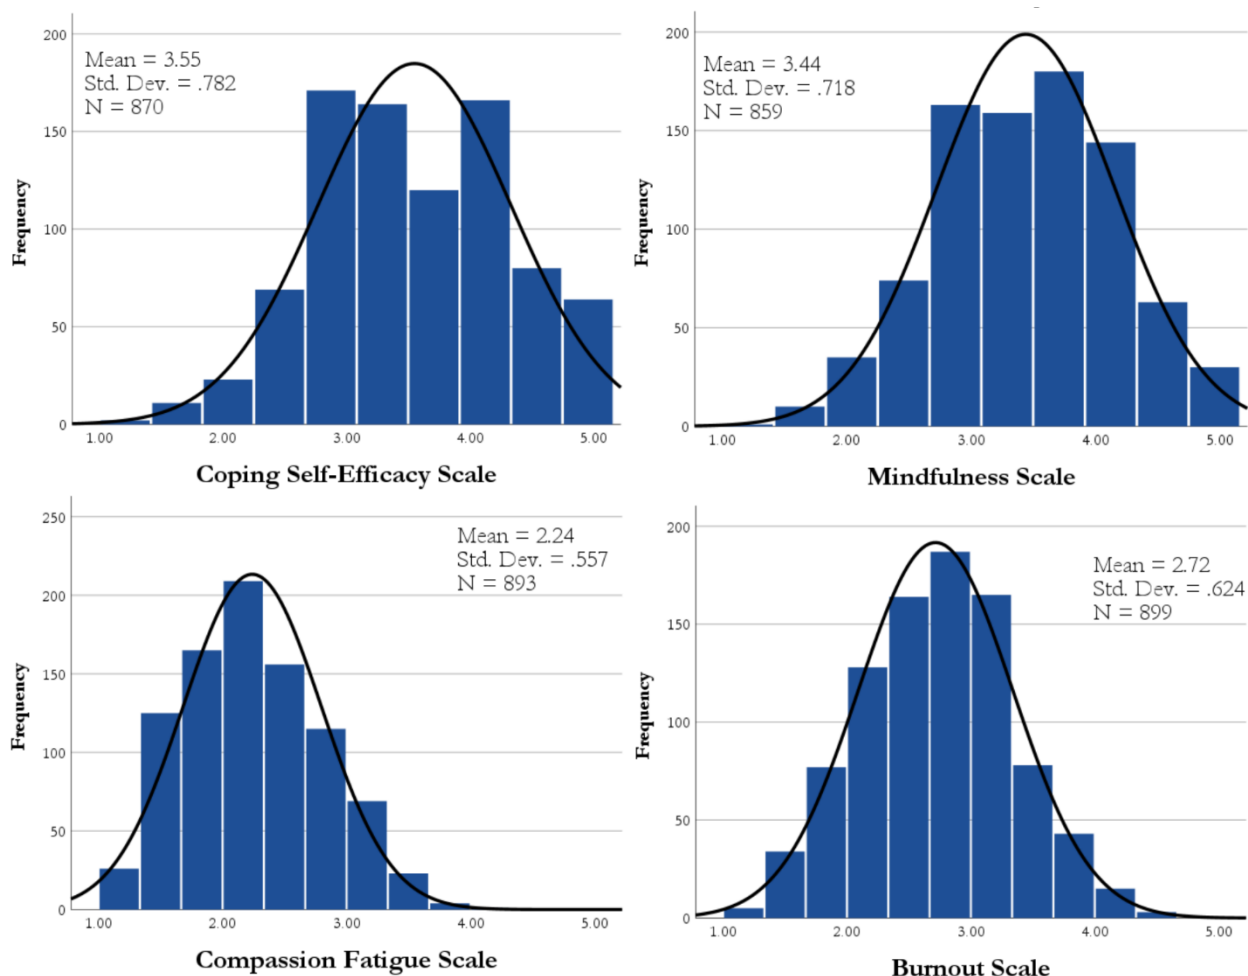 200
150
100
50
0
Frequency
Mean = 3.55
Std. Dev. = .782
N = 870
1.00 2.00 3.00 4.00 5.00
Coping Self-Efficacy Scale
200
150
100
50
0
Frequency
Mean = 3.44
Std. Dev. = .718
N = 859
1.00 2.00 3.00 4.00 5.00
Mindfulness Scale
250
200
150
100
50
0
Frequency
Mean = 2.24
Std. Dev. = .557
N = 893
1.00 2.00 3.00 4.00 5.00
Compassion Fatigue Scale
200
150
100
50
0
Frequency
Mean = 2.72
Std. Dev. = .624
N = 899
1.00 2.00 3.00 4.00 5.00
Burnout Scale